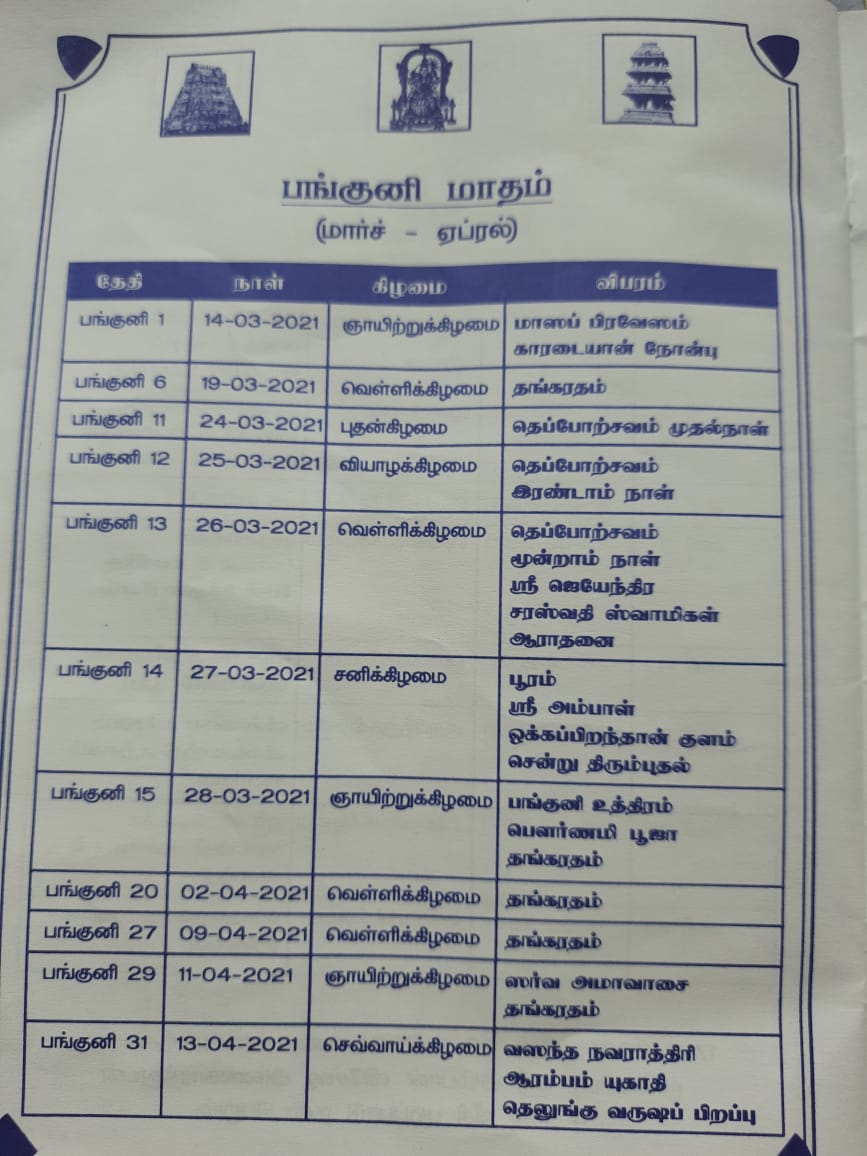 பங்குனி மாதம்
(மார்ச் - ஏப்ரல்)
தேதி நாள் கிழமை விபரம்
பங்குனி 1 14-03-2021 ஞாயிற்றுக்கிழமை மாஸப் பிரவேஸம்
காரடையான் நோன்பு
பங்குனி 6 19-03-2021 வெள்ளிக்கிழமை தங்கரதம்
பங்குனி 11 24-03-2021 புதன்கிழமை தெப்போற்சவம் முதல்நாள்
பங்குனி 12 25-03-2021 வியாழக்கிழமை தெப்போற்சவம்
இரண்டாம் நாள்
பங்குனி 13 26-03-2021 வெள்ளிக்கிழமை தெப்போற்சவம்
மூன்றாம் நாள்
ஸ்ரீ ஜெயேந்திர
சரஸ்வதி ஸ்வாமிகள்
ஆராதனை
பங்குனி 14 27-03-2021 சனிக்கிழமை பூரம்
ஸ்ரீ அம்பாள்
ஒக்கப்பிறந்தான் குளம்
சென்று திரும்புதல்
பங்குனி 15 28-03-2021 ஞாயிற்றுக்கிழமை பங்குனி உத்திரம்
பௌர்ணமி பூஜா
தங்கரதம்
பங்குனி 20 02-04-2021 வெள்ளிக்கிழமை தங்கரதம்
பங்குனி 27 09-04-2021 வெள்ளிக்கிழமை தங்கரதம்
பங்குனி 29 11-04-2021 ஞாயிற்றுக்கிழமை ஸர்வ அமாவாசை
தங்கரதம்
பங்குனி 31 13-04-2021 செவ்வாய்க்கிழமை வஸந்த நவராத்திரி
ஆரம்பம் யுகாதி
தெலுங்கு வருஷப் பிறப்பு